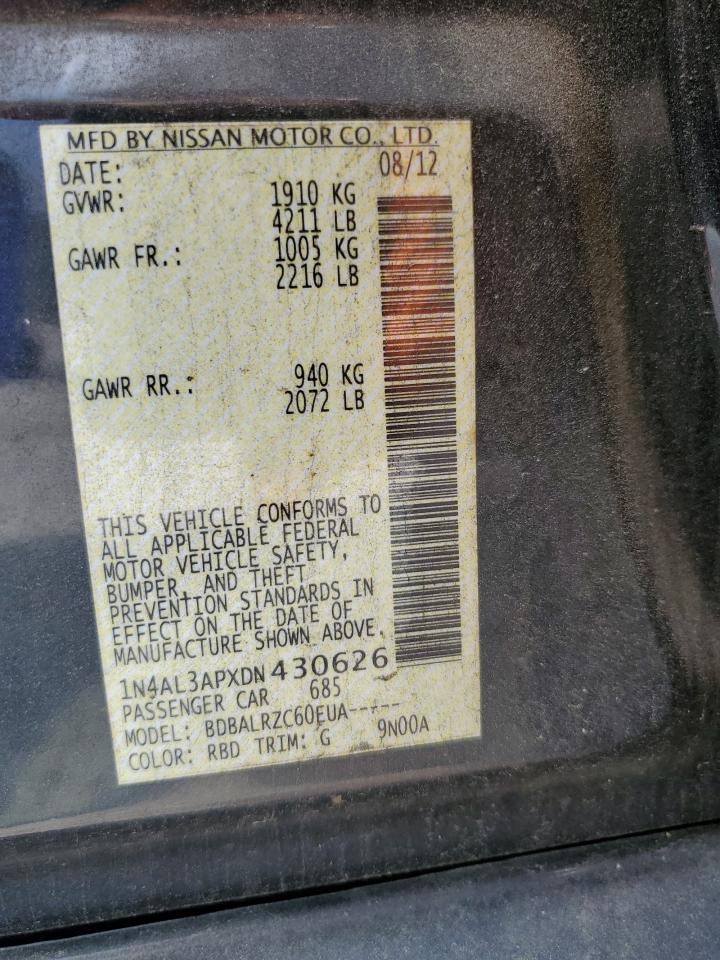 MFD BY NISSAN MOTOR CO., LTD.
DATE: 08/12
GVWR: 1910 KG
4211 LB
GAWR FR.: 1005 KG
2216 LB
GAWR RR.: 940 KG
2072 LB
THIS VEHICLE CONFORMS TO
ALL APPLICABLE FEDERAL
MOTOR VEHICLE SAFETY,
BUMPER, AND THEFT
PREVENTION STANDARDS IN
EFFECT ON THE DATE OF
MANUFACTURE SHOWN ABOVE.
1N4AL3APXDN430626
PASSENGER CAR 685
MODEL: BDBALRZC60EUA-----
COLOR: RBD TRIM: G 9N00A